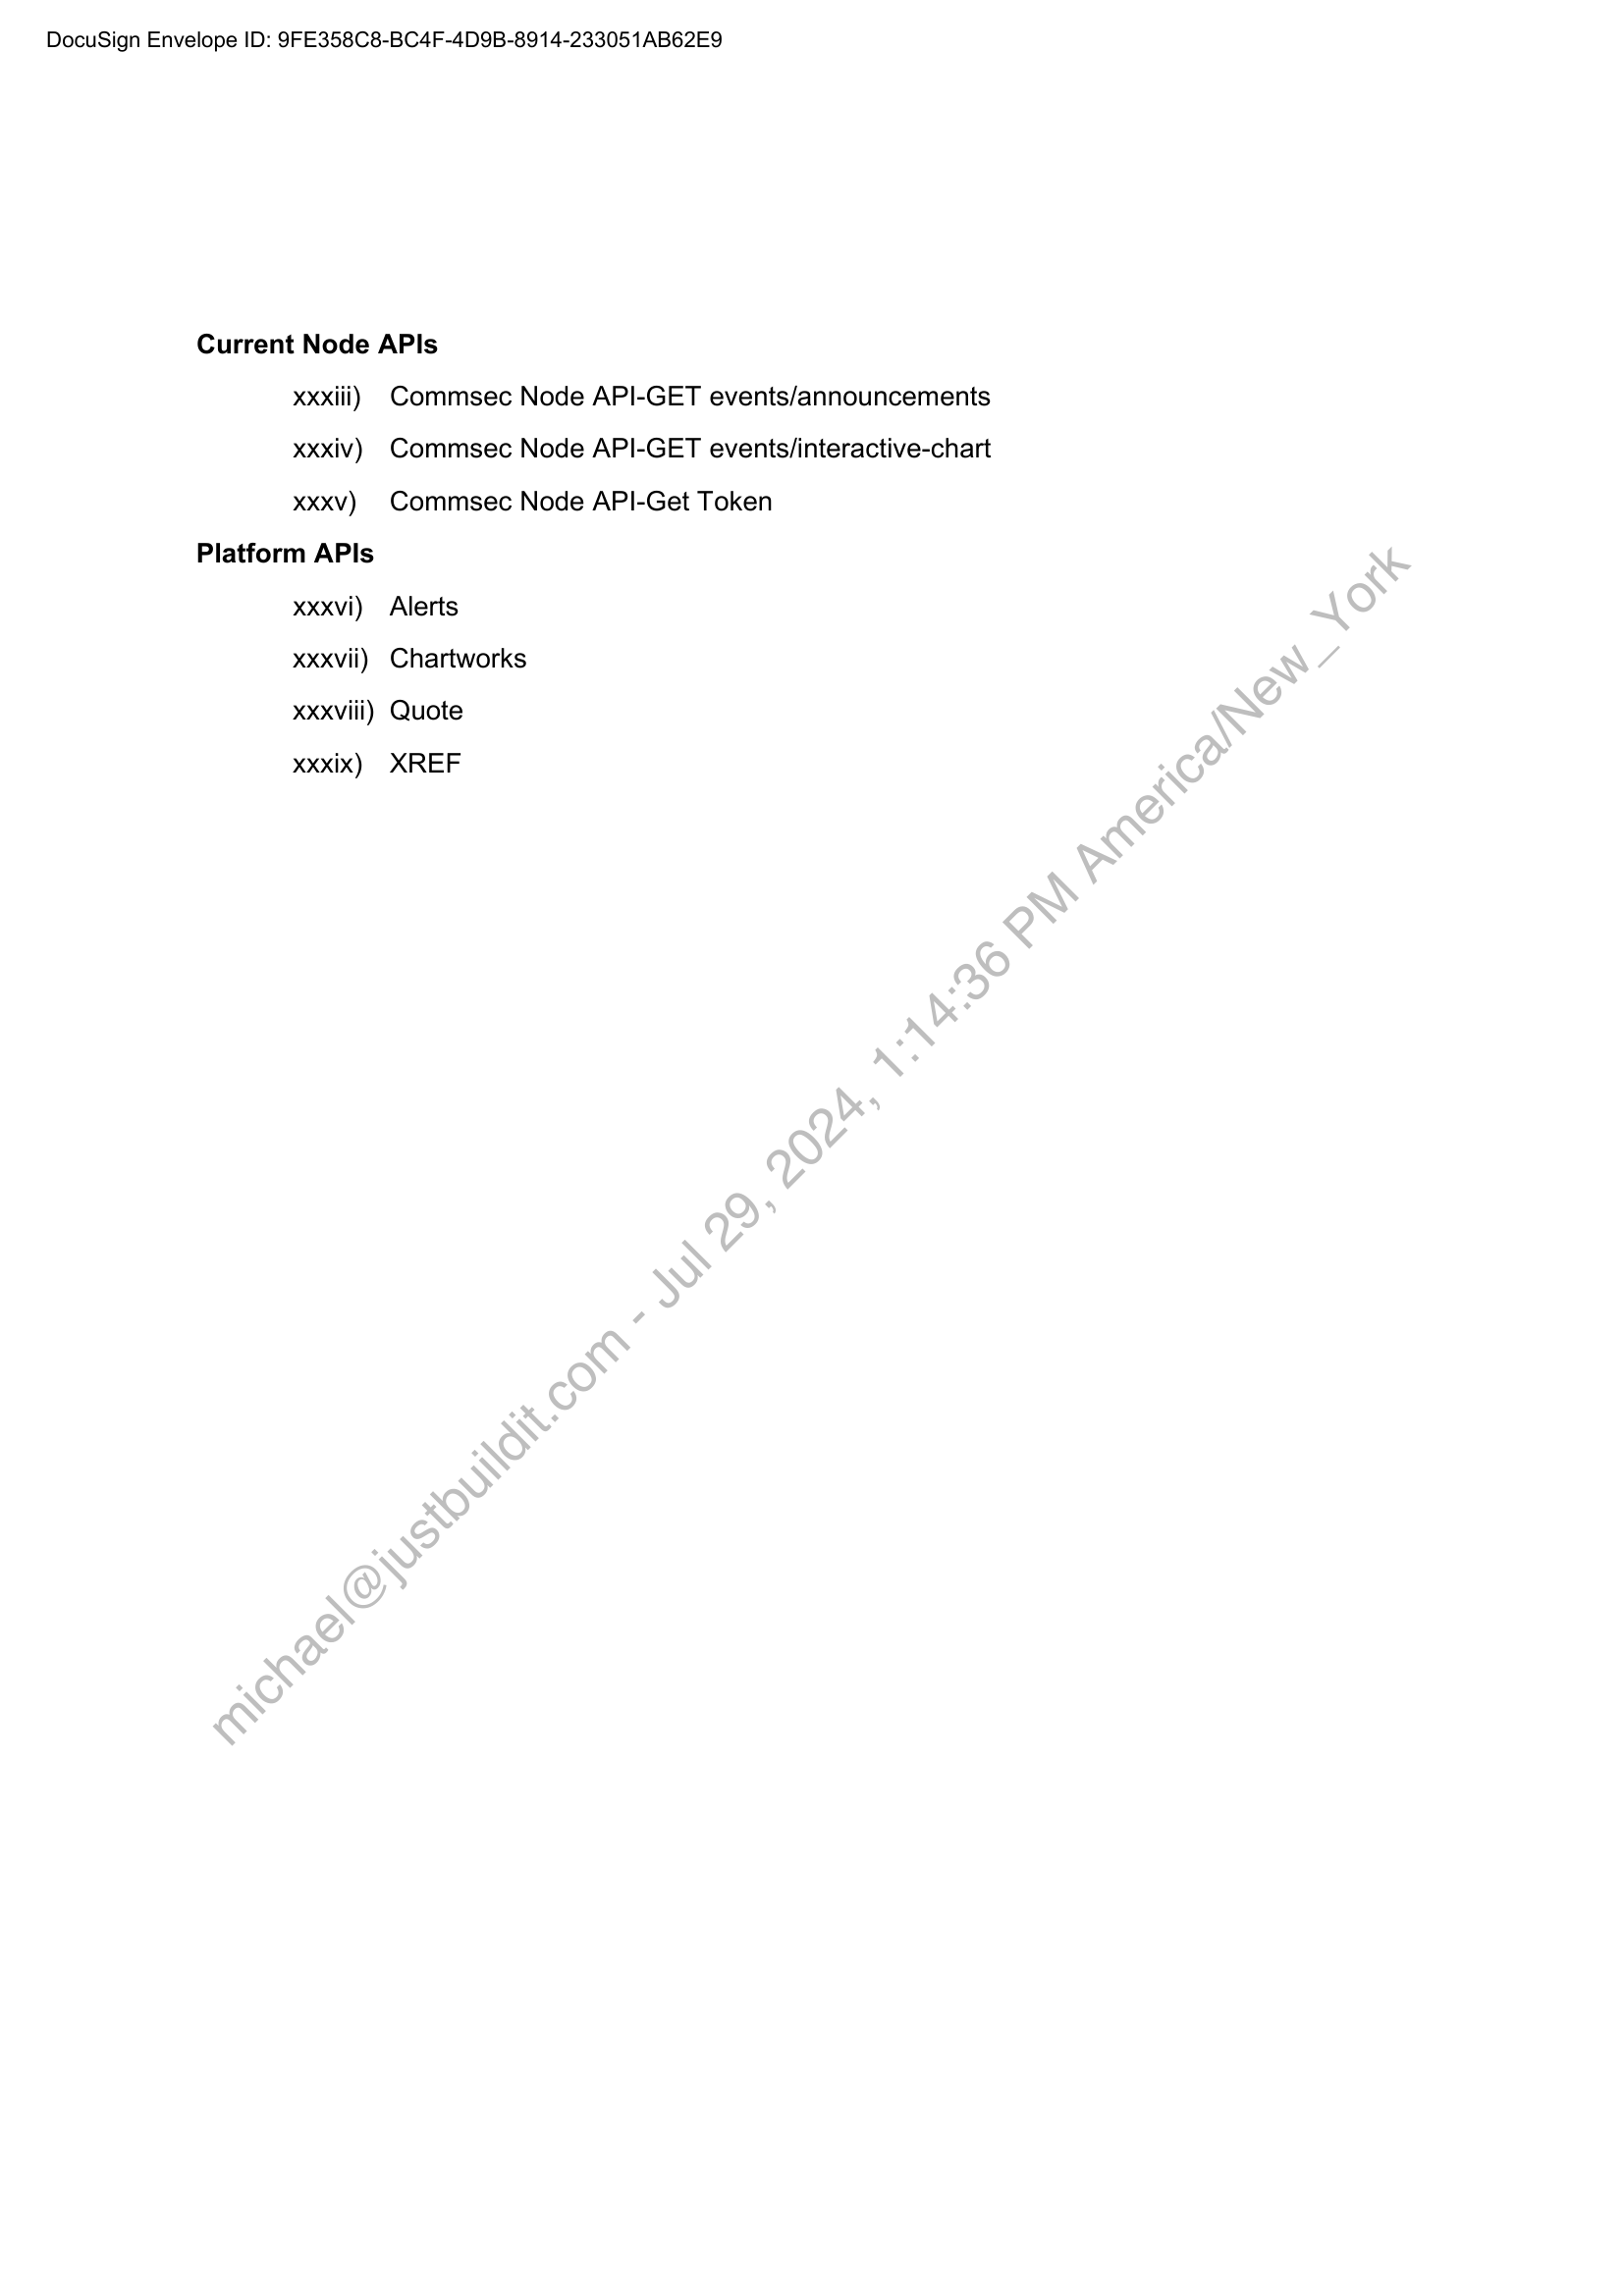 DocuSign Envelope ID: 9FE358C8-BC4F-4D9B-8914-233051AB62E9
Current Node APIs
xxxiii) Commsec Node API-GET events/announcements
xxxiv) Commsec Node API-GET events/interactive-chart
xxxv) Commsec Node API-Get Token
Platform APIs
xxxvi) Alerts
xxxvii) Chartworks
xxxviii) Quote
xxxix) XREF
michael@justbuildit.com - Jul 29, 2024, 1:14:36 PM America/New_York